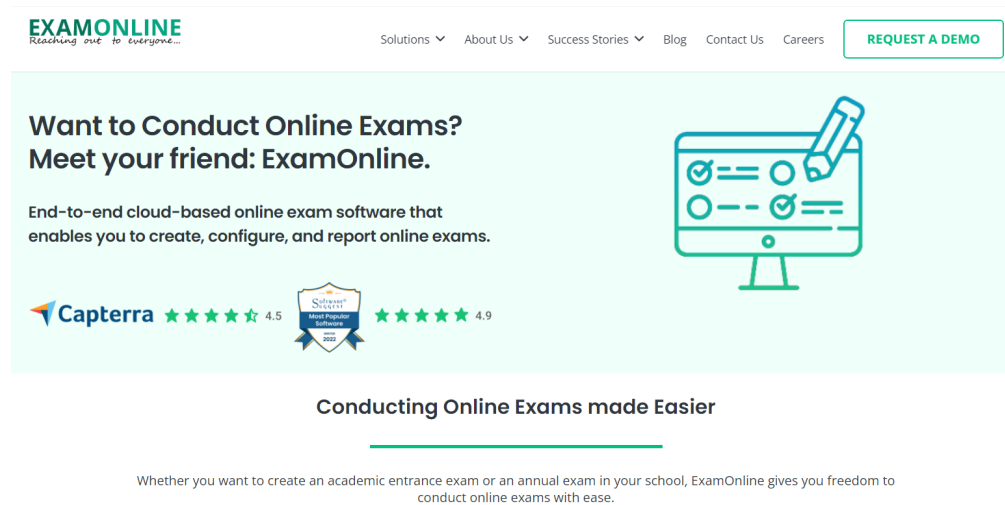 EXAMONLINE
Reaching out to everyone...
Solutions
About Us
Success Stories
Blog
Contact Us
Careers
REQUEST A DEMO
Want to Conduct Online Exams?
Meet your friend: ExamOnline.
End-to-end cloud-based online exam software that
enables you to create, configure, and report online exams.
Capterra
4.5
Software
Suggest
Most Popular
Software
2022
4.9
Conducting Online Exams made Easier
Whether you want to create an academic entrance exam or an annual exam in your school, ExamOnline gives you freedom to
conduct online exams with ease.